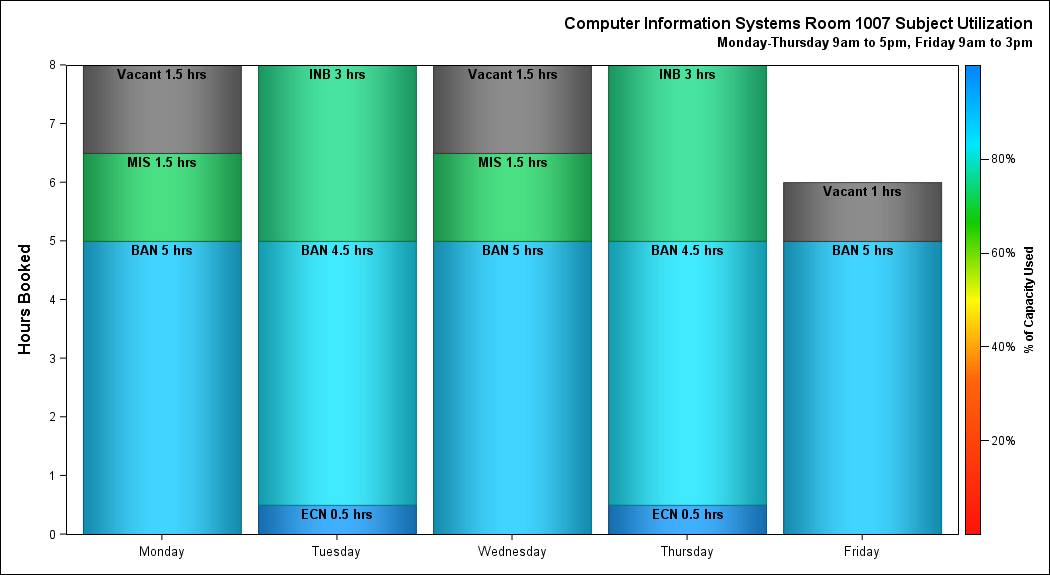 Computer Information Systems Room 1007 Subject Utilization
Monday-Thursday 9am to 5pm, Friday 9am to 3pm
Hours Booked
8
7
6
5
4
3
2
1
0
Vacant 1.5 hrs
MIS 1.5 hrs
BAN 5 hrs
INB 3 hrs
BAN 4.5 hrs
ECN 0.5 hrs
Vacant 1.5 hrs
MIS 1.5 hrs
BAN 5 hrs
INB 3 hrs
BAN 4.5 hrs
ECN 0.5 hrs
Vacant 1 hrs
BAN 5 hrs
Monday
Tuesday
Wednesday
Thursday
Friday
80%
60%
40%
20%
% of Capacity Used